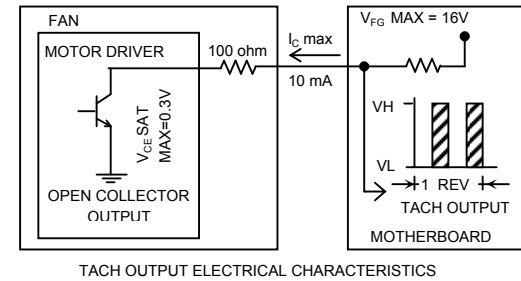 FAN
MOTOR DRIVER
100 ohm
I_C max
10 mA
V_FG MAX = 16V
V_CE SAT
MAX=0.3V
OPEN COLLECTOR
OUTPUT
VH
VL
1 REV
TACH OUTPUT
MOTHERBOARD
TACH OUTPUT ELECTRICAL CHARACTERISTICS